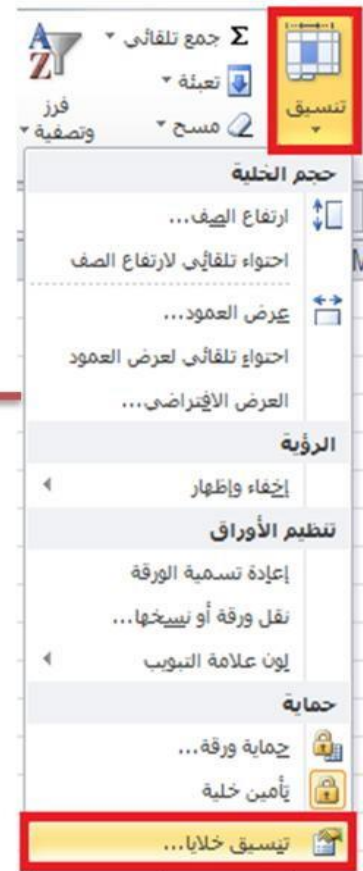 تنسيق
Σ جمع تلقائي
تعبئة
مسح
فرز
وتصفية
حجم الخلية
ارتفاع الصف...
احتواء تلقائي لارتفاع الصف
عرض العمود...
احتواء تلقائي لعرض العمود
العرض الافتراضي...
الرؤية
إخفاء وإظهار
تنظيم الأوراق
إعادة تسمية الورقة
نقل ورقة أو نسخها...
لون علامة التبويب
حماية
حماية ورقة...
تأمين خلية
تنسيق خلايا...